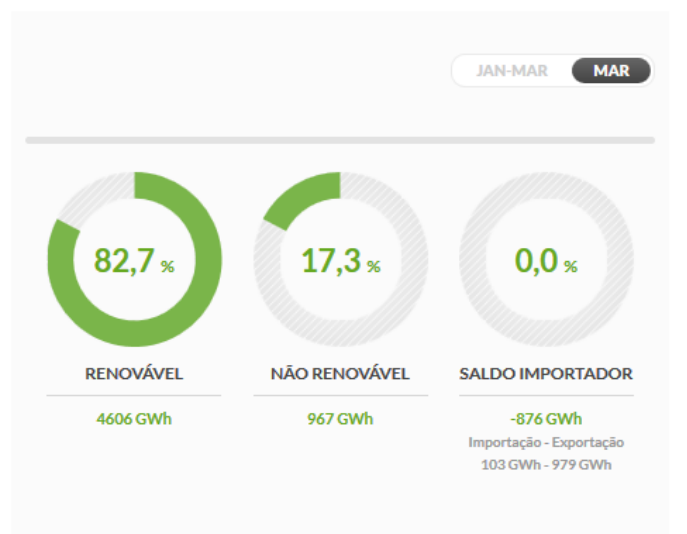 JAN-MAR MAR
82,7 % 17,3 % 0,0 %
RENOVÁVEL NÃO RENOVÁVEL SALDO IMPORTADOR
4606 GWh 967 GWh -876 GWh
Importação - Exportação
103 GWh - 979 GWh